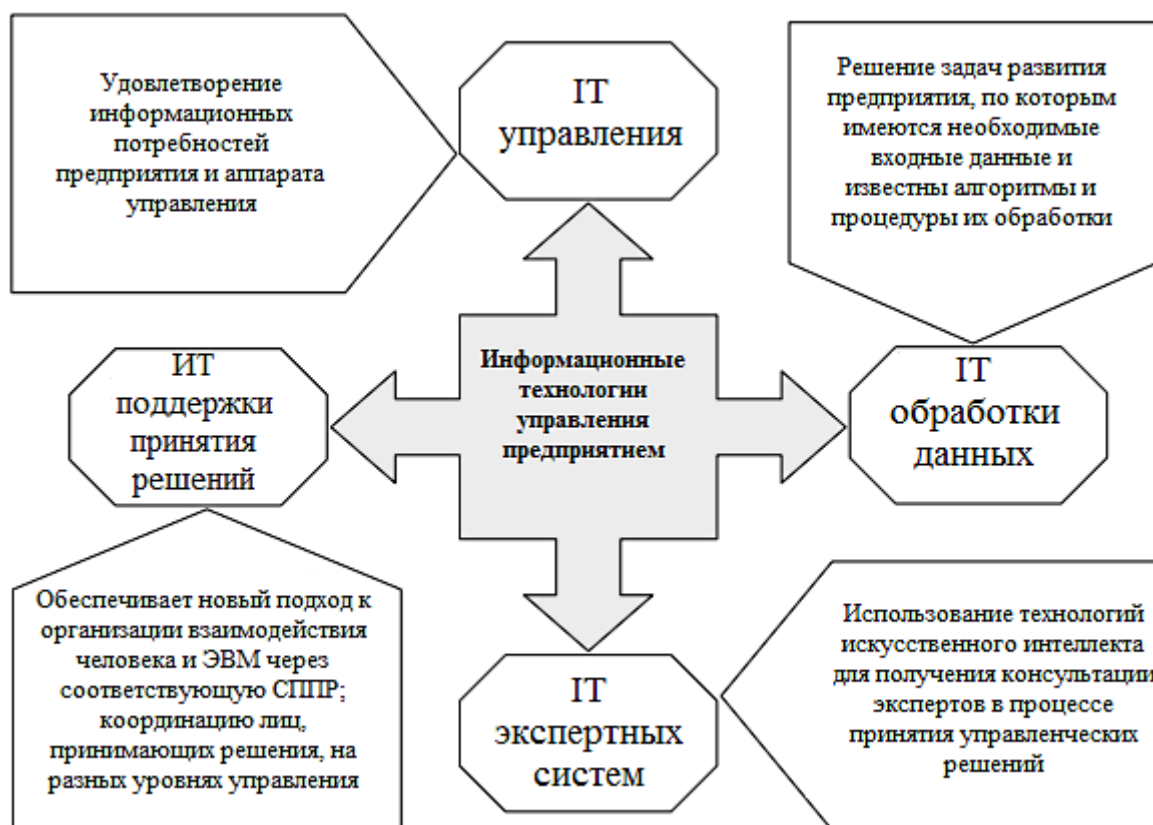 Удовлетворение
информационных
потребностей
предприятия и аппарата
управления
IT
управления
Решение задач развития
предприятия, по которым
имеются необходимые
входные данные и
известны алгоритмы и
процедуры их обработки
ИТ
поддержки
принятия
решений
Информационные
технологии
управления
предприятием
IT
обработки
данных
Обеспечивает новый подход к
организации взаимодействия
человека и ЭВМ через
соответствующую СППР;
координацию лиц,
принимающих решения, на
разных уровнях управления
IT
экспертных
систем
Использование технологий
искусственного интеллекта
для получения консультации
экспертов в процессе
принятия управленческих
решений